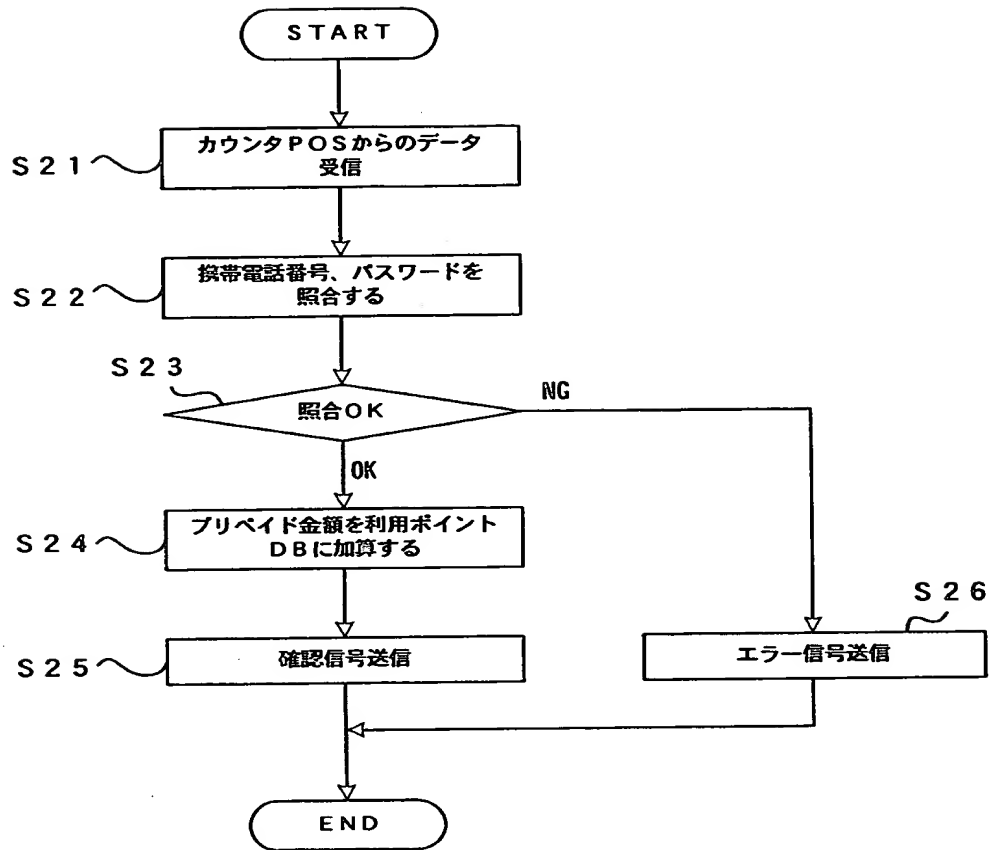 START
S21
カウンタPOSからのデータ
受信
S22
携帯電話番号、パスワードを
照合する
S23
照合OK
NG
OK
S24
プリペイド金額を利用ポイント
DBに加算する
S25
確認信号送信
S26
エラー信号送信
END